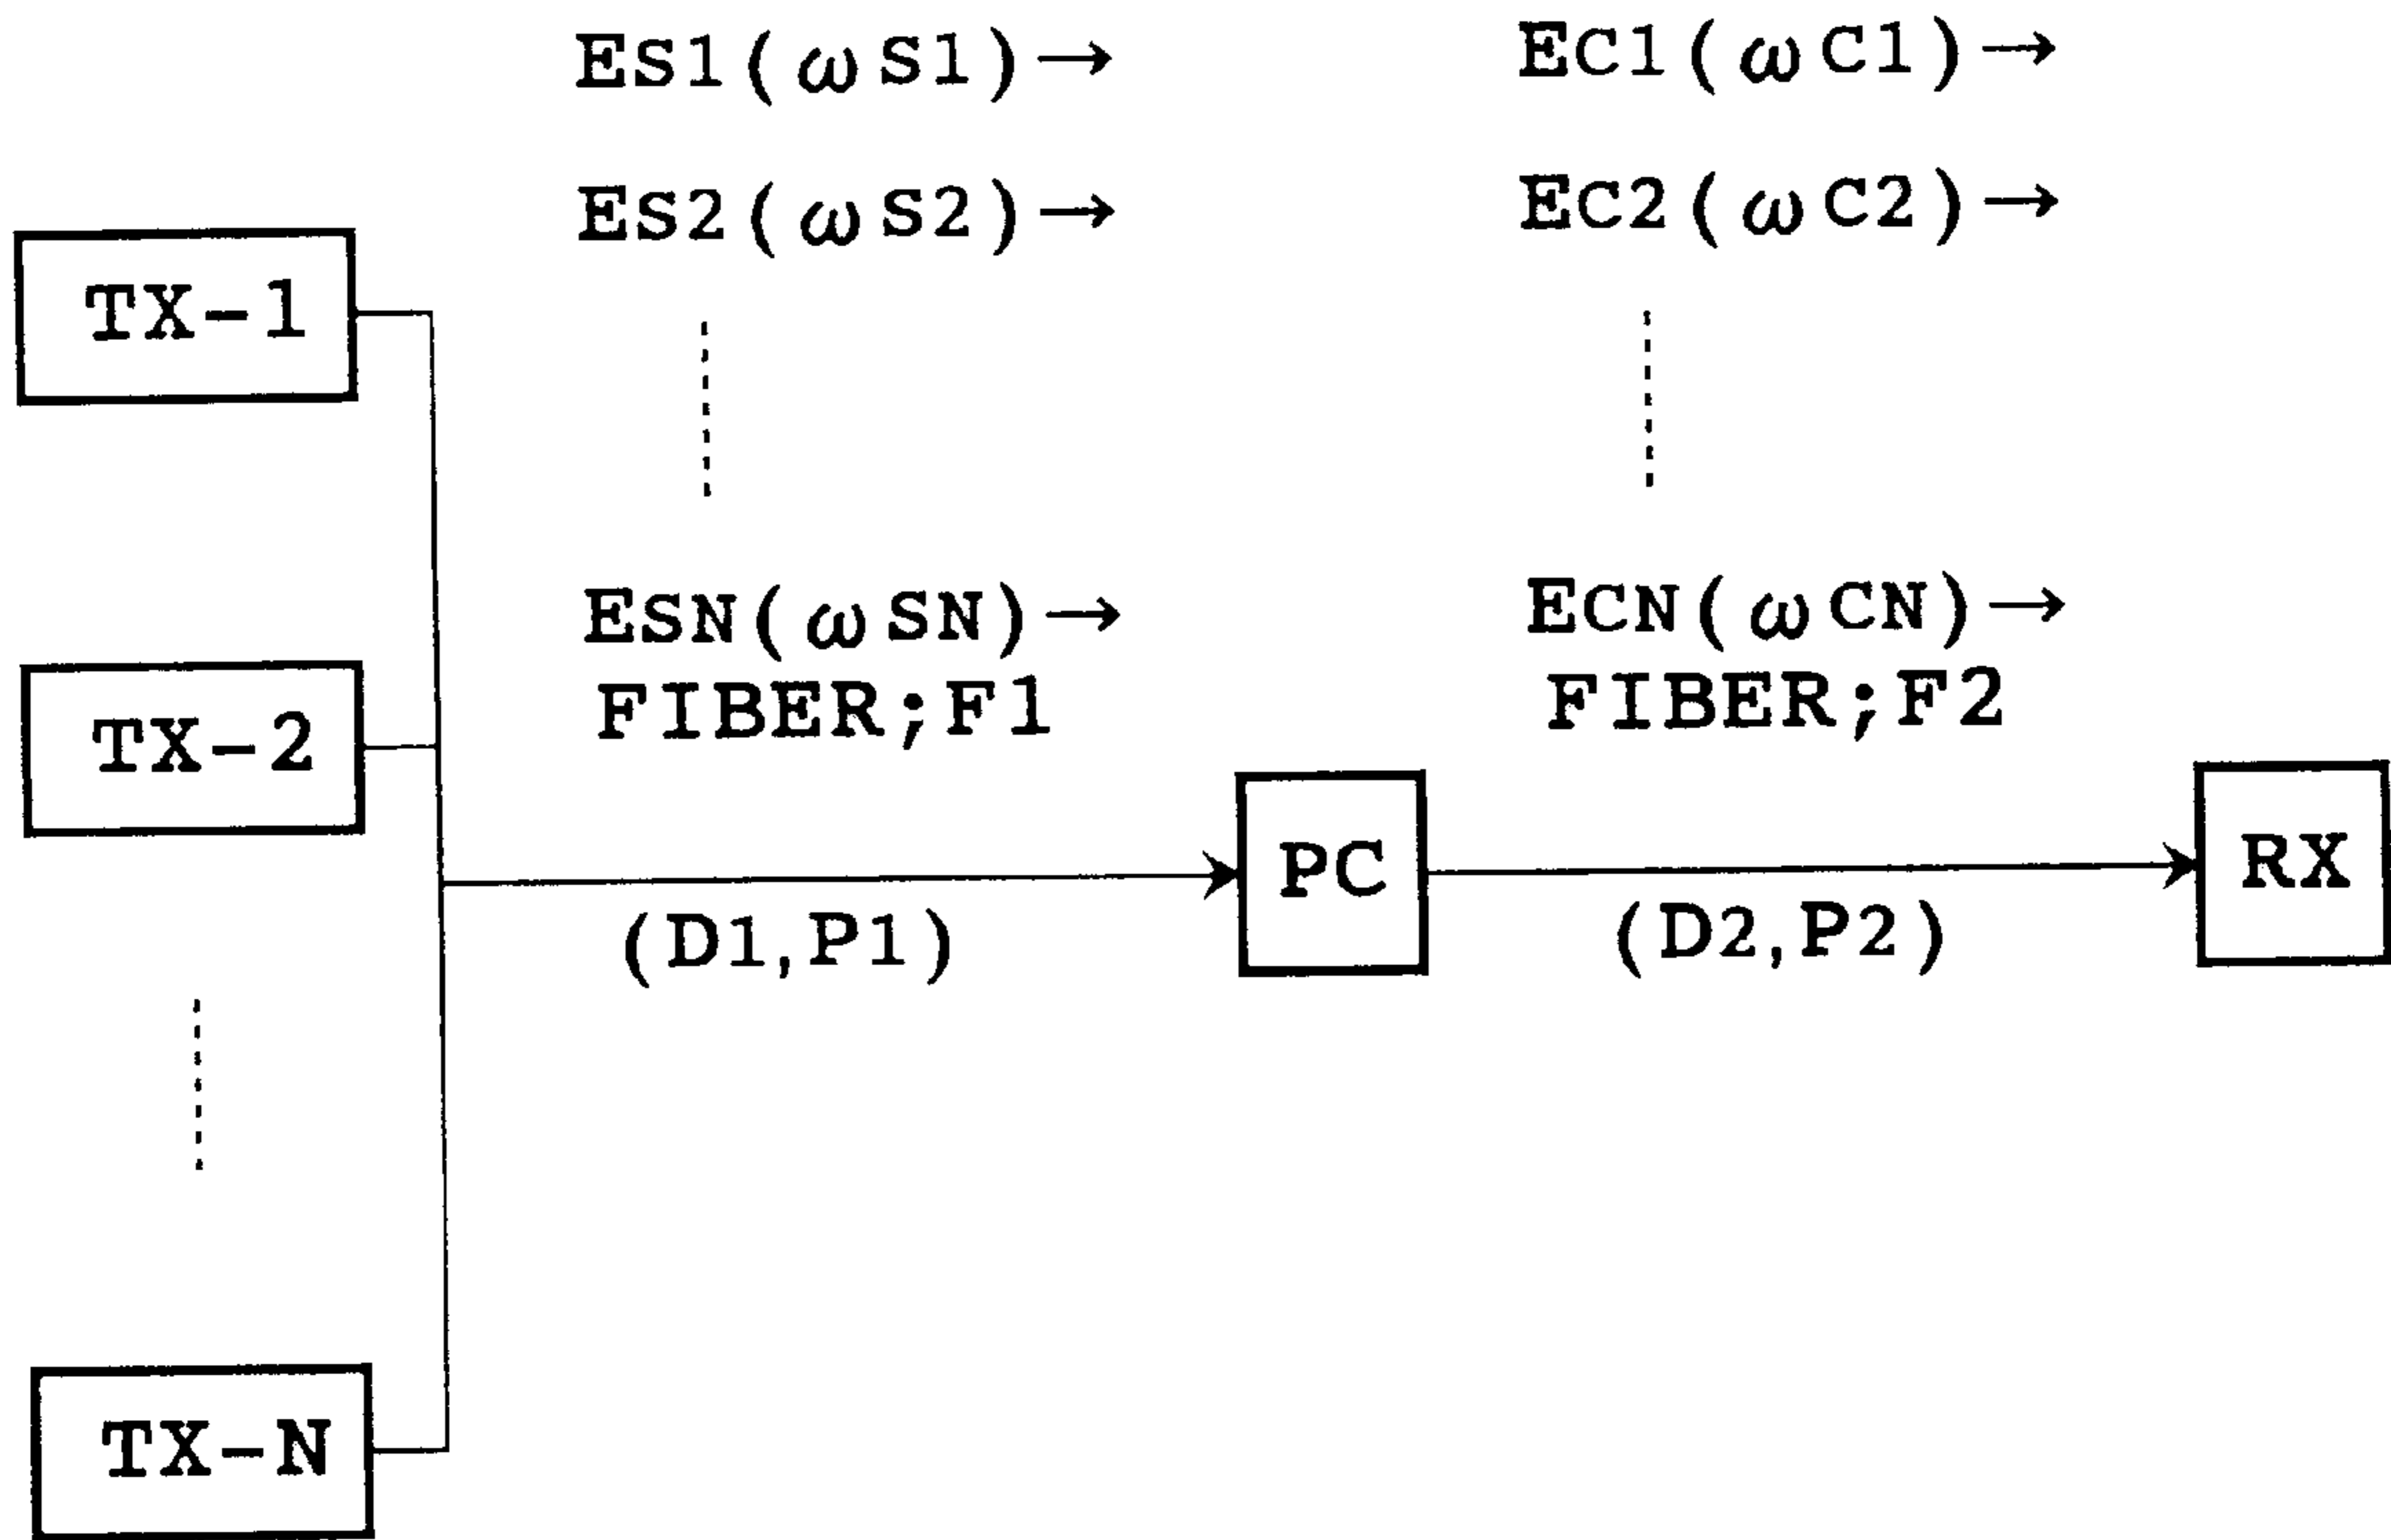 ES1(ωS1)→
EC1(ωC1)→
ES2(ωS2)→
EC2(ωC2)→
TX-1
ESN(ωSN)→
ECN(ωCN)→
FIBER;F1
FIBER;F2
TX-2
PC
RX
(D1,P1)
(D2,P2)
TX-N